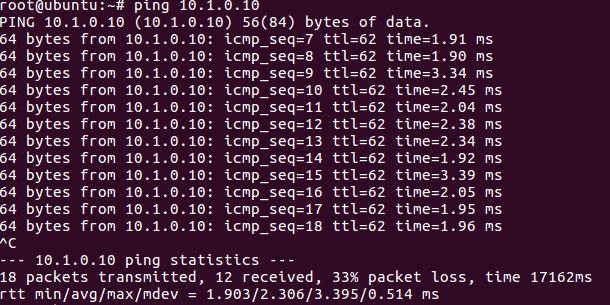 root@ubuntu:~# ping 10.1.0.10
PING 10.1.0.10 (10.1.0.10) 56(84) bytes of data.
64 bytes from 10.1.0.10: icmp_seq=7 ttl=62 time=1.91 ms
64 bytes from 10.1.0.10: icmp_seq=8 ttl=62 time=1.90 ms
64 bytes from 10.1.0.10: icmp_seq=9 ttl=62 time=3.34 ms
64 bytes from 10.1.0.10: icmp_seq=10 ttl=62 time=2.45 ms
64 bytes from 10.1.0.10: icmp_seq=11 ttl=62 time=2.04 ms
64 bytes from 10.1.0.10: icmp_seq=12 ttl=62 time=2.38 ms
64 bytes from 10.1.0.10: icmp_seq=13 ttl=62 time=2.34 ms
64 bytes from 10.1.0.10: icmp_seq=14 ttl=62 time=1.92 ms
64 bytes from 10.1.0.10: icmp_seq=15 ttl=62 time=3.39 ms
64 bytes from 10.1.0.10: icmp_seq=16 ttl=62 time=2.05 ms
64 bytes from 10.1.0.10: icmp_seq=17 ttl=62 time=1.95 ms
64 bytes from 10.1.0.10: icmp_seq=18 ttl=62 time=1.96 ms
^C
--- 10.1.0.10 ping statistics ---
18 packets transmitted, 12 received, 33% packet loss, time 17162ms
rtt min/avg/max/mdev = 1.903/2.306/3.395/0.514 ms